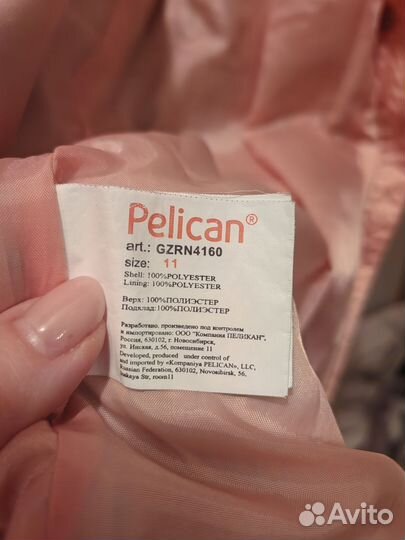 Pelican®
art.: GZRN4160
size: 11
Shell: 100%POLYESTER
Lining: 100%POLYESTER
Верх: 100%ПОЛИЭСТЕР
Подклад: 100%ПОЛИЭСТЕР
Разработано, произведено под контролем
и импортировано: ООО "Компания ПЕЛИКАН",
Россия, 630102, г. Новосибирск,
ул. Инская, д.56, помещение 11
Developed, produced under control of
and imported by «Kompaniya PELICAN», LLC,
Russian Federation, 630102, Novosibirsk, 56,
Inskaya Str, room11
Avito